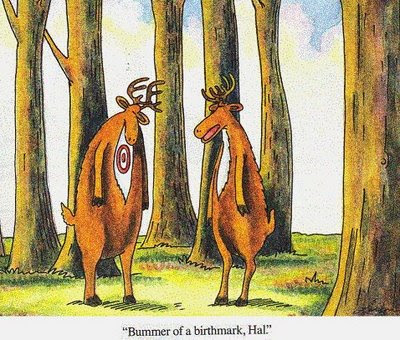 "Bummer of a birthmark, Hal."